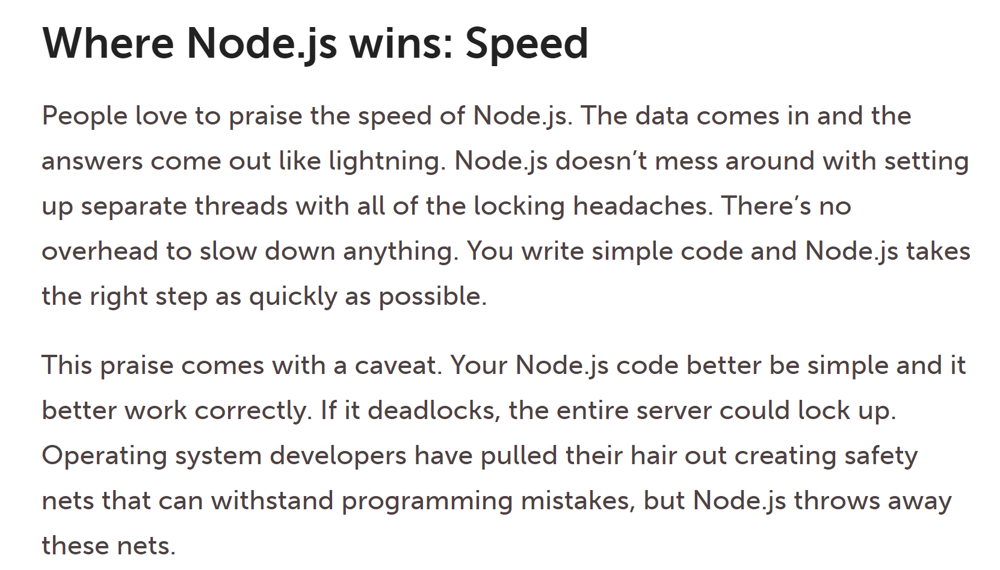 Where Node.js wins: Speed
People love to praise the speed of Node.js. The data comes in and the
answers come out like lightning. Node.js doesn’t mess around with setting
up separate threads with all of the locking headaches. There’s no
overhead to slow down anything. You write simple code and Node.js takes
the right step as quickly as possible.
This praise comes with a caveat. Your Node.js code better be simple and it
better work correctly. If it deadlocks, the entire server could lock up.
Operating system developers have pulled their hair out creating safety
nets that can withstand programming mistakes, but Node.js throws away
these nets.